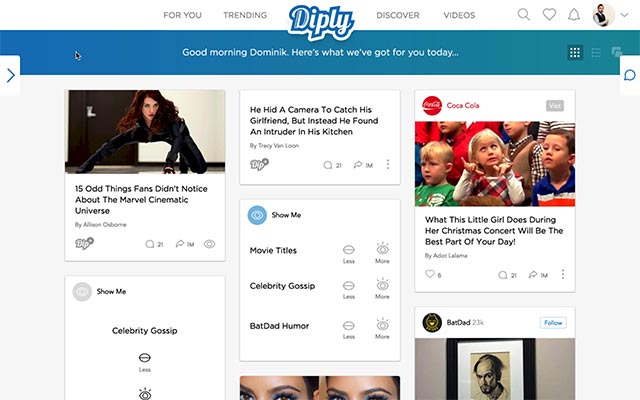 FOR YOU
TRENDING
Diply
DISCOVER
VIDEOS
Good morning Dominik. Here's what we've got for you today...
15 Odd Things Fans Didn't Notice
About The Marvel Cinematic
Universe
By Allison Osborne
Dip
21
1M
Show Me
Celebrity Gossip
Less
He Hid A Camera To Catch His
Girlfriend, But Instead He Found
An Intruder In His Kitchen
By Tracy Van Loon
Dip
21
1M
Show Me
Movie Titles
Less
More
Celebrity Gossip
Less
More
BatDad Humor
Less
More
Coca Cola
Visit
What This Little Girl Does During
Her Christmas Concert Will Be The
Best Part Of Your Day!
By Adot Lalama
6
21
1M
BatDad 23k
Follow